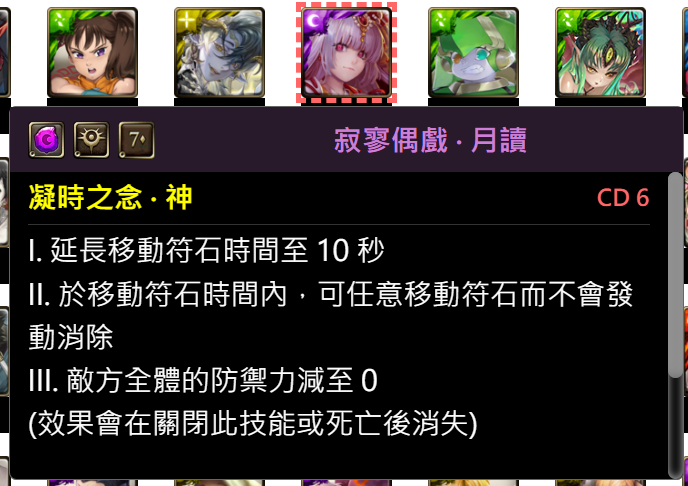 7
寂寥偶戲 · 月讀
凝時之念 · 神
CD 6
I. 延長移動符石時間至 10 秒
II. 於移動符石時間內，可任意移動符石而不會發
動消除
III. 敵方全體的防禦力減至 0
(效果會在關閉此技能或死亡後消失)